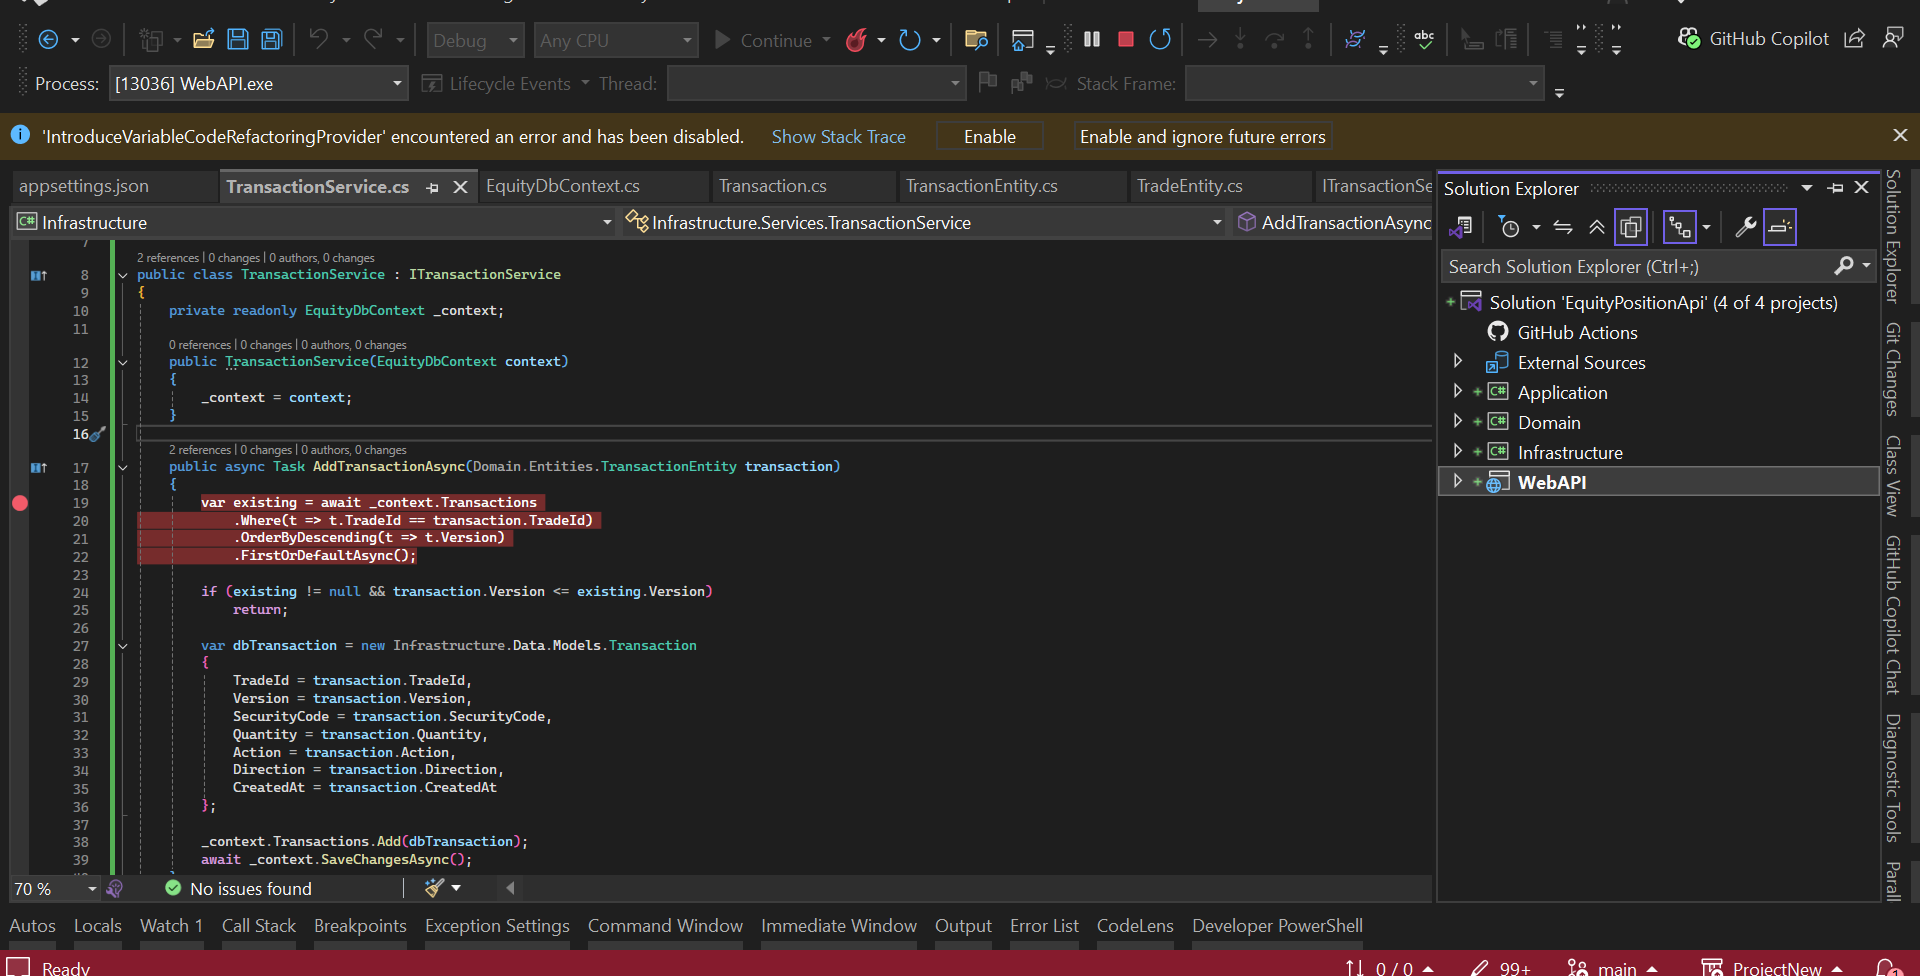 Debug
Any CPU
Continue
abc
GitHub Copilot
Process:
[13036] WebAPI.exe
Lifecycle Events
Thread:
Stack Frame:
'IntroduceVariableCodeRefactoringProvider' encountered an error and has been disabled.
Show Stack Trace
Enable
Enable and ignore future errors
appsettings.json
TransactionService.cs
EquityDbContext.cs
Transaction.cs
TransactionEntity.cs
TradeEntity.cs
ITransactionSe
C# Infrastructure
Infrastructure.Services.TransactionService
AddTransactionAsync
7
2 references | 0 changes | 0 authors, 0 changes
8 public class TransactionService : ITransactionService
9 {
10 private readonly EquityDbContext _context;
11
0 references | 0 changes | 0 authors, 0 changes
12 public TransactionService(EquityDbContext context)
13 {
14 _context = context;
15 }
16
2 references | 0 changes | 0 authors, 0 changes
17 public async Task AddTransactionAsync(Domain.Entities.TransactionEntity transaction)
18 {
19 var existing = await _context.Transactions
20 .Where(t => t.TradeId == transaction.TradeId)
21 .OrderByDescending(t => t.Version)
22 .FirstOrDefaultAsync();
23
24 if (existing != null && transaction.Version <= existing.Version)
25 return;
26
27 var dbTransaction = new Infrastructure.Data.Models.Transaction
28 {
29 TradeId = transaction.TradeId,
30 Version = transaction.Version,
31 SecurityCode = transaction.SecurityCode,
32 Quantity = transaction.Quantity,
33 Action = transaction.Action,
34 Direction = transaction.Direction,
35 CreatedAt = transaction.CreatedAt
36 };
37
38 _context.Transactions.Add(dbTransaction);
39 await _context.SaveChangesAsync();
70 %
No issues found
Solution Explorer
Search Solution Explorer (Ctrl+;)
Solution 'EquityPositionApi' (4 of 4 projects)
GitHub Actions
External Sources
C# Application
C# Domain
C# Infrastructure
WebAPI
Solution Explorer
Git Changes
Class View
GitHub Copilot Chat
Diagnostic Tools
Parall
Autos
Locals
Watch 1
Call Stack
Breakpoints
Exception Settings
Command Window
Immediate Window
Output
Error List
CodeLens
Developer PowerShell
Ready
0 / 0
99+
main
ProjectNew
1